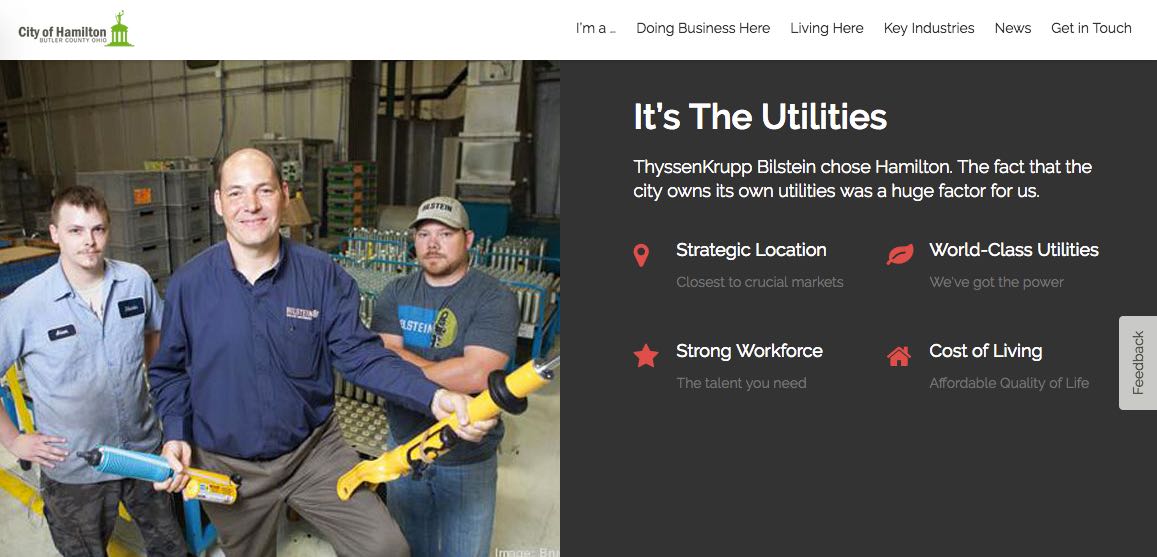 City of Hamilton
BUTLER COUNTY OHIO
I'm a ...
Doing Business Here
Living Here
Key Industries
News
Get in Touch
It's The Utilities
ThyssenKrupp Bilstein chose Hamilton. The fact that the
city owns its own utilities was a huge factor for us.
Strategic Location
Closest to crucial markets
World-Class Utilities
We've got the power
Strong Workforce
The talent you need
Cost of Living
Affordable Quality of Life
Feedback
BILSTEIN
BILSTEIN
BILSTEIN
Image: